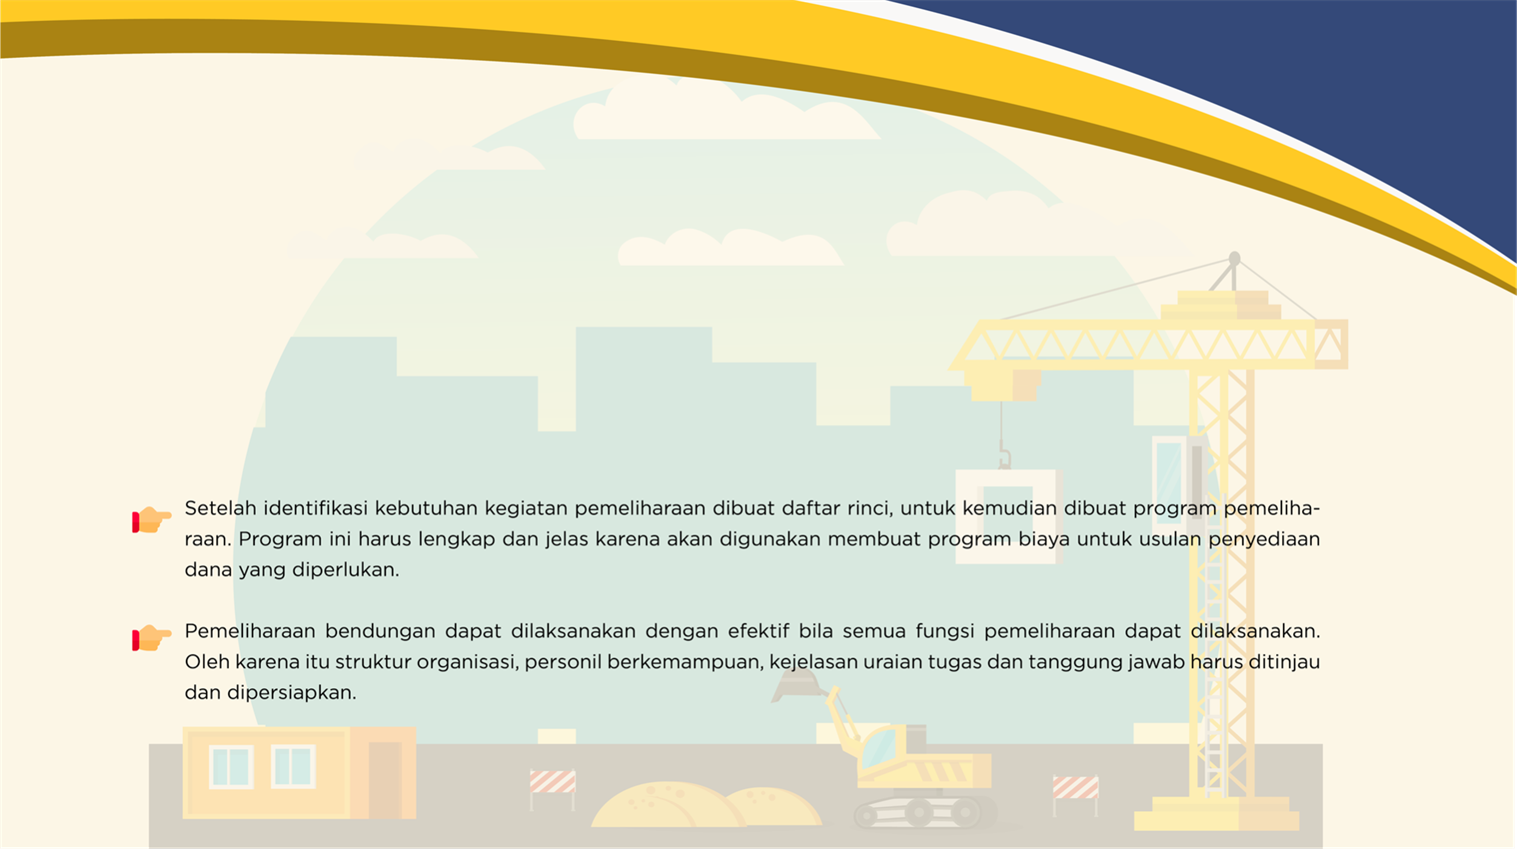 Setelah identifikasi kebutuhan kegiatan pemeliharaan dibuat daftar rinci, untuk kemudian dibuat program pemeliha-
raan. Program ini harus lengkap dan jelas karena akan digunakan membuat program biaya untuk usulan penyediaan
dana yang diperlukan.
Pemeliharaan bendungan dapat dilaksanakan dengan efektif bila semua fungsi pemeliharaan dapat dilaksanakan.
Oleh karena itu struktur organisasi, personil berkemampuan, kejelasan uraian tugas dan tanggung jawab harus ditinjau
dan dipersiapkan.